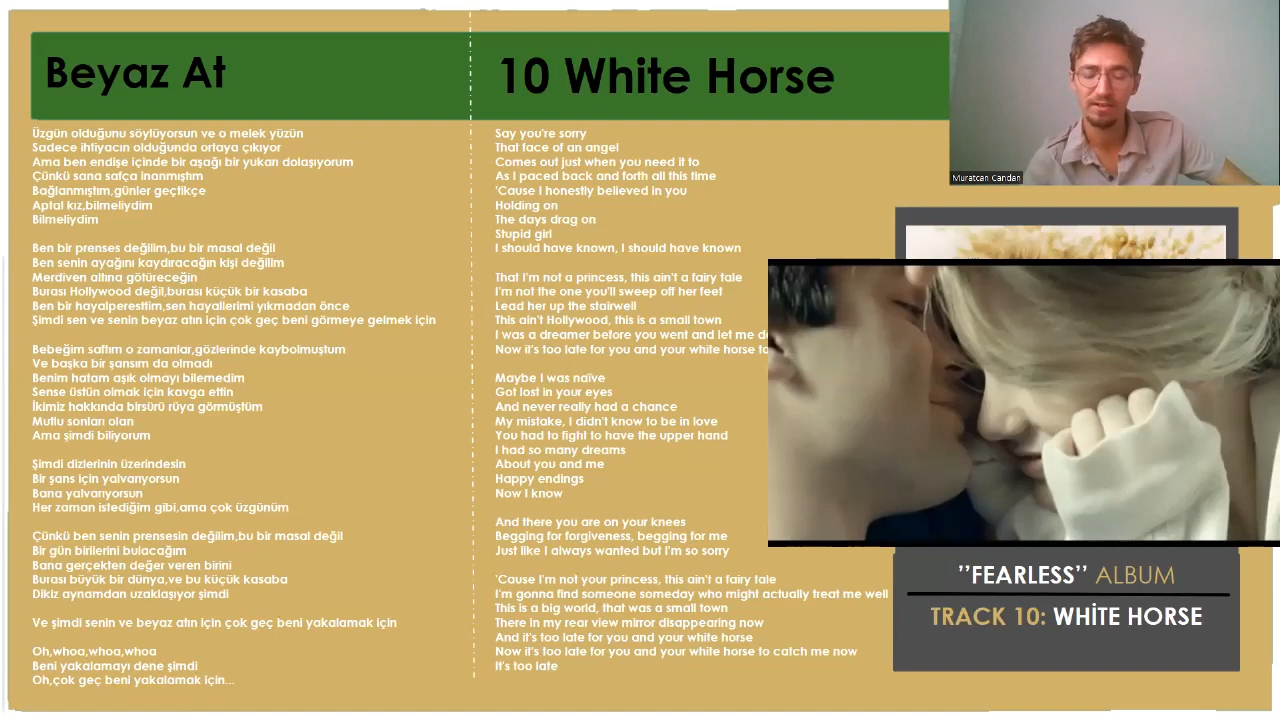 Beyaz At
Üzgün olduğunu söylüyorsun ve o melek yüzün
Sadece ihtiyacın olduğunda ortaya çıkıyor
Ama ben endişe içinde bir aşağı bir yukarı dolaşıyorum
Çünkü sana safça inanmıştım
Bağlanmıştım,günler geçtikçe
Aptal kız,bilmeliydim
Bilmeliydim
Ben bir prenses değilim,bu bir masal değil
Ben senin ayağını kaydıracağın kişi değilim
Merdiven altına götüreceğin
Burası Hollywood değil,burası küçük bir kasaba
Ben bir hayalperesttim,sen hayallerimi yıkmadan önce
Şimdi sen ve senin beyaz atın için çok geç beni görmeye gelmek için
Bebeğim saftım o zamanlar,gözlerinde kaybolmuştum
Ve başka bir şansım da olmadı
Benim hatam aşık olmayı bilemedim
Sense üstün olmak için kavga ettin
İkimiz hakkında birsürü rüya görmüştüm
Mutlu sonları olan
Ama şimdi biliyorum
Şimdi dizlerinin üzerindesin
Bir şans için yalvarıyorsun
Bana yalvarıyorsun
Her zaman istediğim gibi,ama çok üzgünüm
Çünkü ben senin prensesin değilim,bu bir masal değil
Bir gün birilerini bulacağım
Bana gerçekten değer veren birini
Burası büyük bir dünya,ve bu küçük kasaba
Dikiz aynamdan uzaklaşıyor şimdi
Ve şimdi senin ve beyaz atın için çok geç beni yakalamak için
Oh,whoa,whoa,whoa
Beni yakalamayı dene şimdi
Oh,çok geç beni yakalamak için...
10 White Horse
Say you're sorry
That face of an angel
Comes out just when you need it to
As I paced back and forth all this time
'Cause I honestly believed in you
Holding on
The days drag on
Stupid girl
I should have known, I should have known
That I'm not a princess, this ain't a fairy tale
I'm not the one you'll sweep off her feet
Lead her up the stairwell
This ain't Hollywood, this is a small town
I was a dreamer before you went and let me
Now it's too late for you and your white horse
Maybe I was naïve
Got lost in your eyes
And never really had a chance
My mistake, I didn't know to be in love
You had to fight to have the upper hand
I had so many dreams
About you and me
Happy endings
Now I know
And there you are on your knees
Begging for forgiveness, begging for me
Just like I always wanted but I'm so sorry
'Cause I'm not your princess, this ain't a fairy tale
I'm gonna find someone someday who might actually treat me well
This is a big world, that was a small town
There in my rear view mirror disappearing now
And it's too late for you and your white horse
Now it's too late for you and your white horse to catch me now
It's too late
Muratcan Candan
''FEARLESS'' ALBUM
TRACK 10: WHİTE HORSE